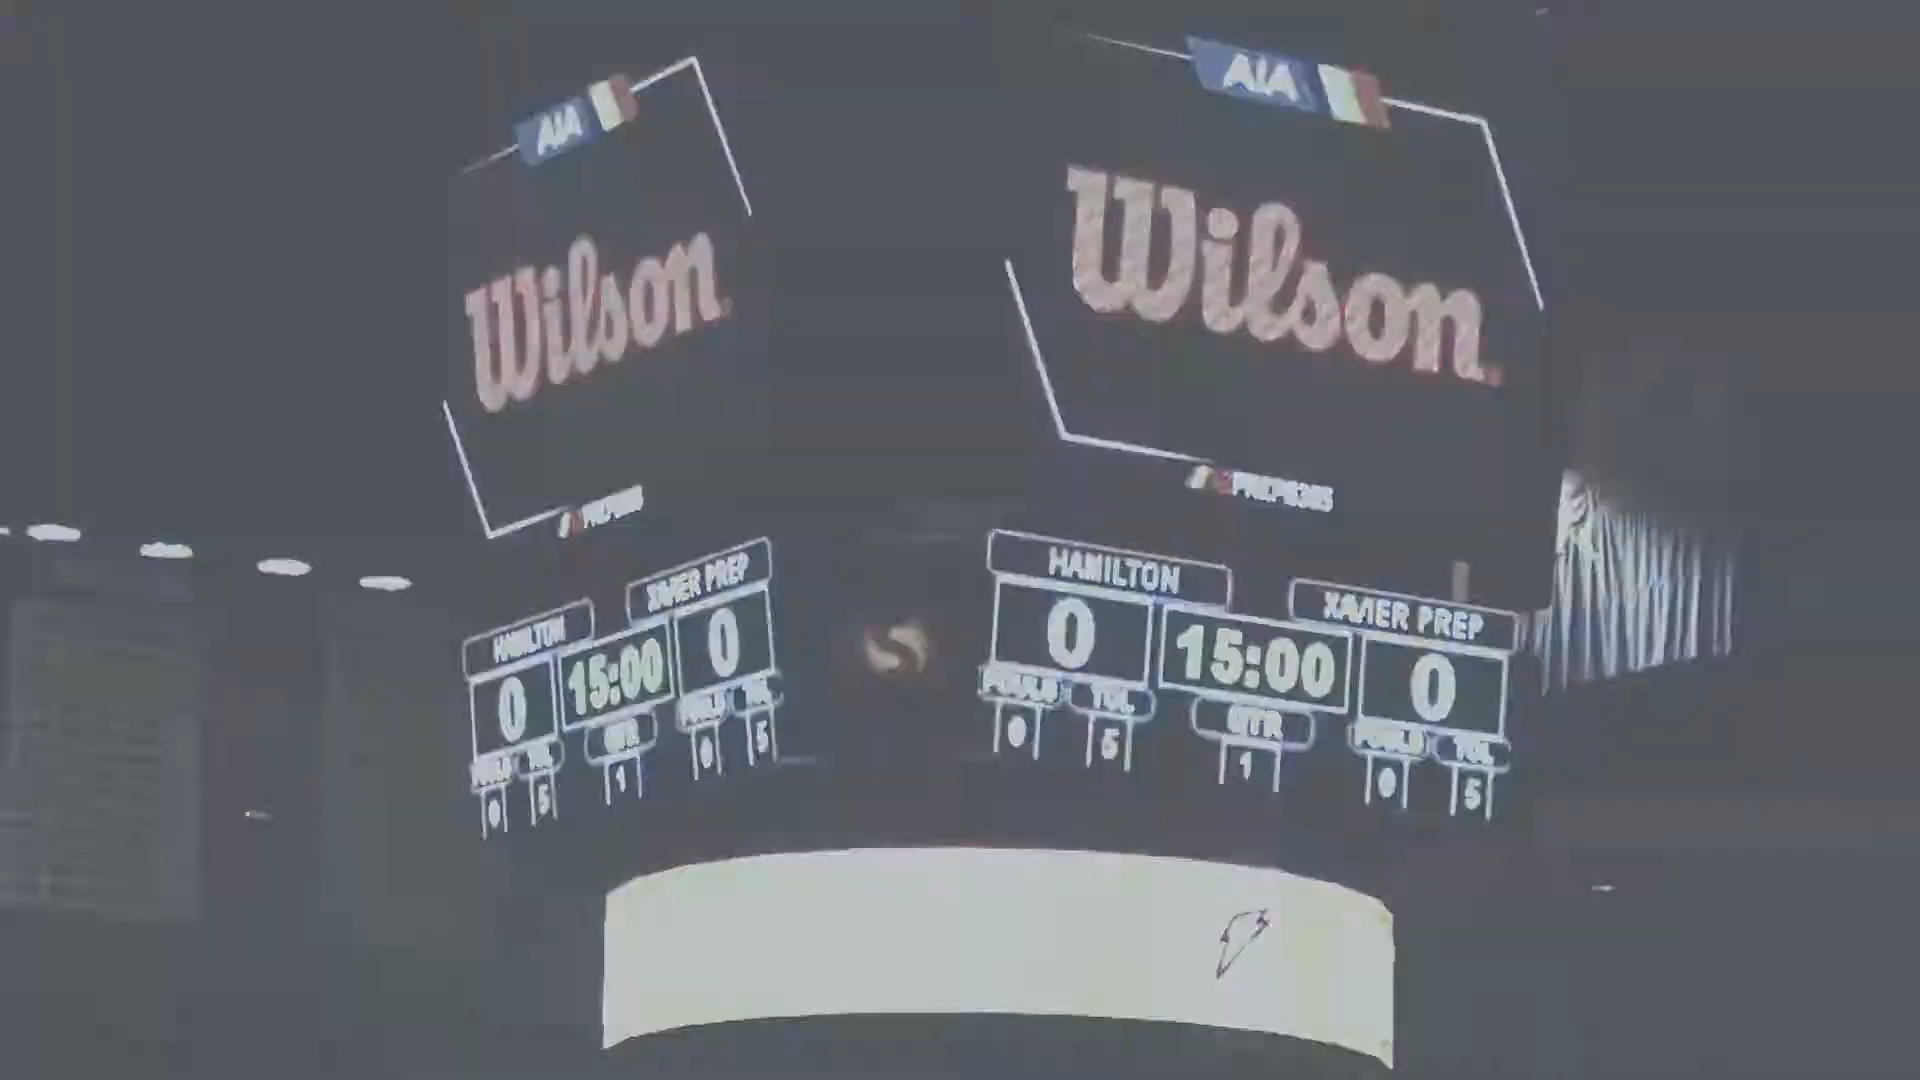 AIA
Wilson
PREPS365
HAMILTON
XAVIER PREP
0
15:00
0
FOULS
TOL
QTR
FOULS
TOL
0
5
1
0
5
AIA
Wilson
PREPS365
HAMILTON
XAVIER PREP
0
15:00
0
FOULS
TOL
QTR
FOULS
TOL
0
5
1
0
5